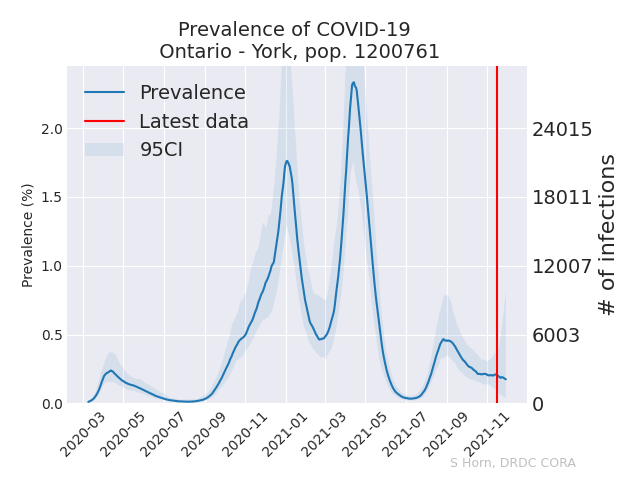 Prevalence of COVID-19
Ontario - York, pop. 1200761
Prevalence
Latest data
95CI
Prevalence (%)
2.0
1.5
1.0
0.5
0.0
24015
18011
12007
6003
0
# of infections
2020-03
2020-05
2020-07
2020-09
2020-11
2021-01
2021-03
2021-05
2021-07
2021-09
2021-11
S Horn, DRDC CORA